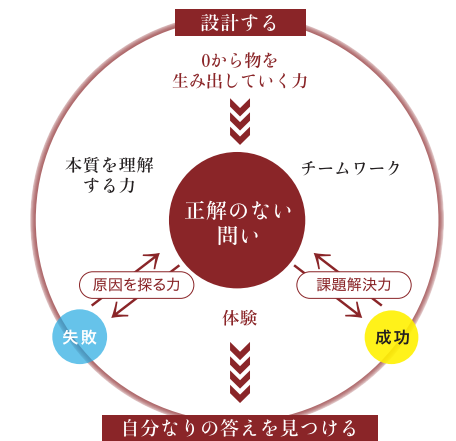 設計する
0から物を
生み出していく力
本質を理解
する力
チームワーク
正解のない
問い
原因を探る力
課題解決力
体験
失敗
成功
自分なりの答えを見つける